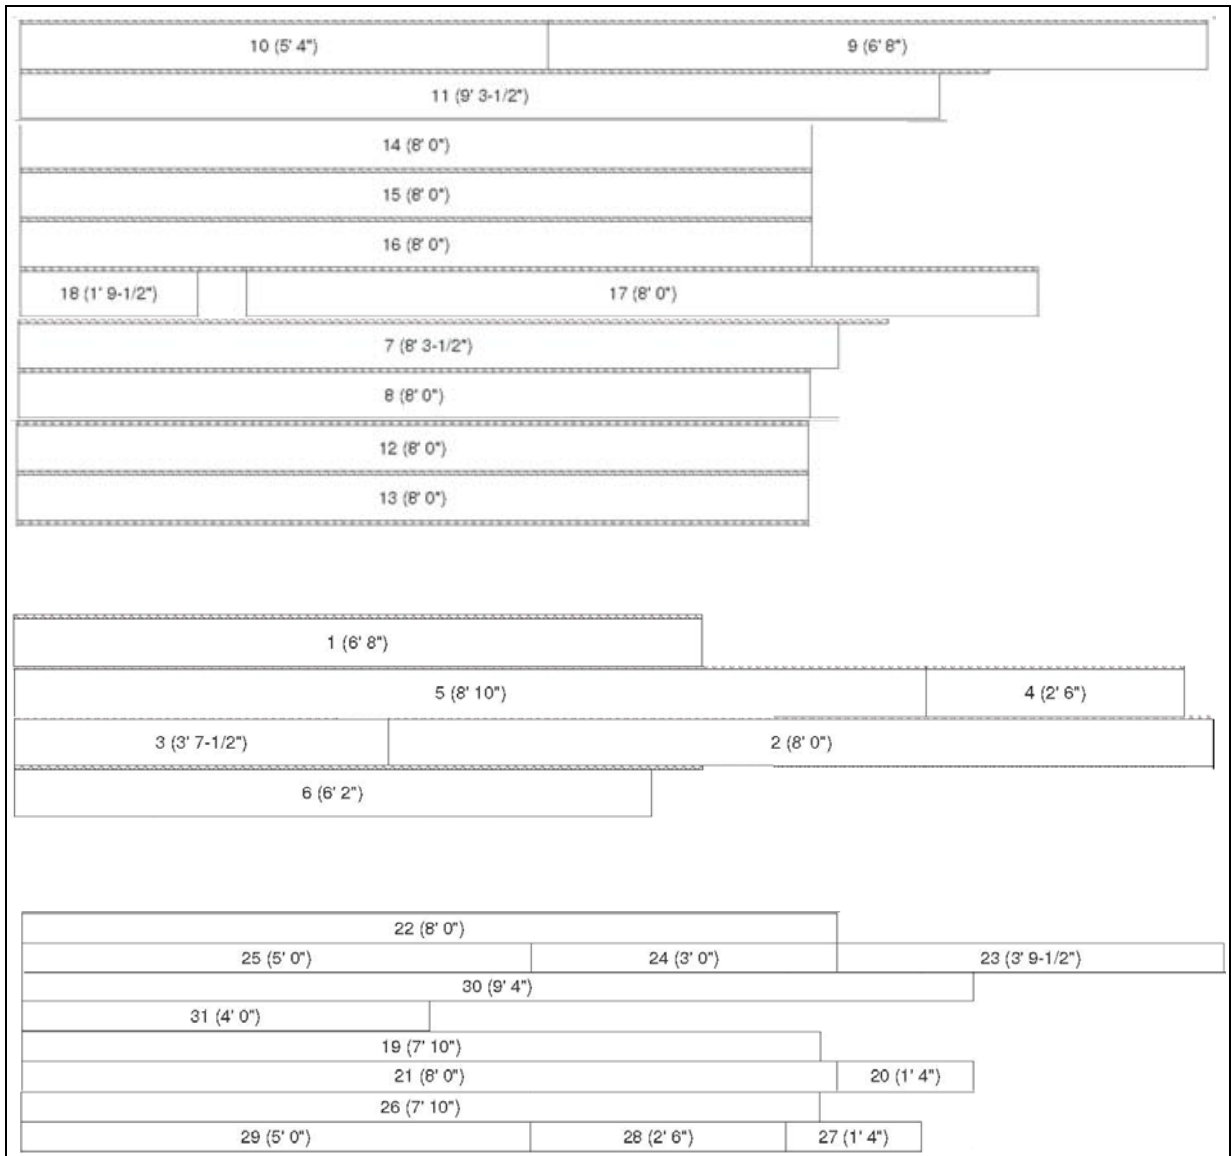 10 (5' 4") 9 (6' 8")
11 (9' 3-1/2")
14 (8' 0")
15 (8' 0")
16 (8' 0")
18 (1' 9-1/2") 17 (8' 0")
7 (8' 3-1/2")
8 (8' 0")
12 (8' 0")
13 (8' 0")
1 (6' 8")
5 (8' 10") 4 (2' 6")
3 (3' 7-1/2") 2 (8' 0")
6 (6' 2")
22 (8' 0")
25 (5' 0") 24 (3' 0") 23 (3' 9-1/2")
30 (9' 4")
31 (4' 0")
19 (7' 10")
21 (8' 0") 20 (1' 4")
26 (7' 10")
29 (5' 0") 28 (2' 6") 27 (1' 4")